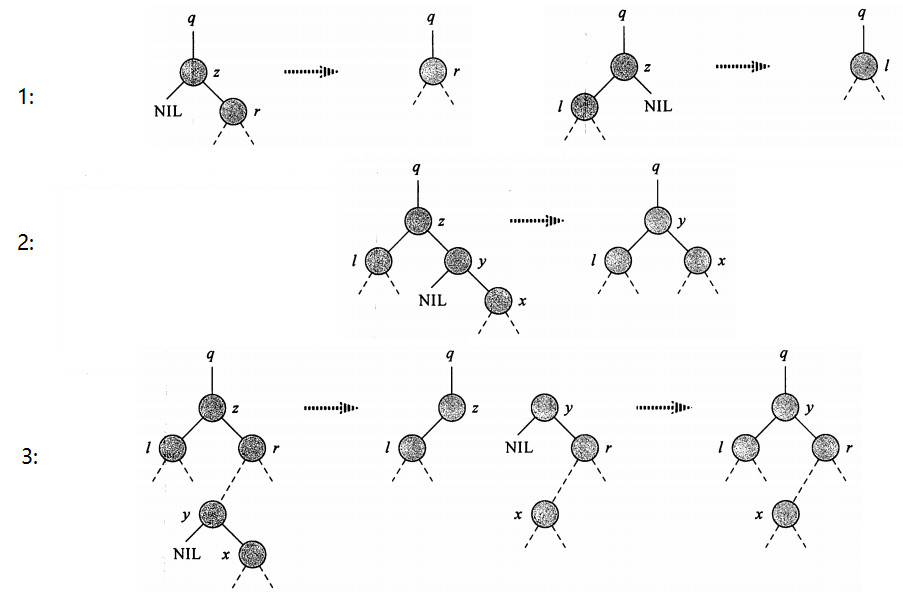 q q q q
1: z r z l
NIL r l NIL
q q
2: z y
l y l x
NIL x
q q q
3: z z y y
l r l NIL r l r
y x x
NIL x